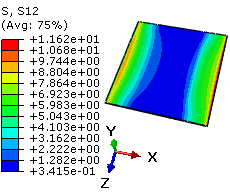 S, S12
(Avg: 75%)
+1.162e+01
+1.068e+01
+9.744e+00
+8.804e+00
+7.864e+00
+6.923e+00
+5.983e+00
+5.043e+00
+4.103e+00
+3.162e+00
+2.222e+00
+1.282e+00
+3.415e-01
Y
X
Z